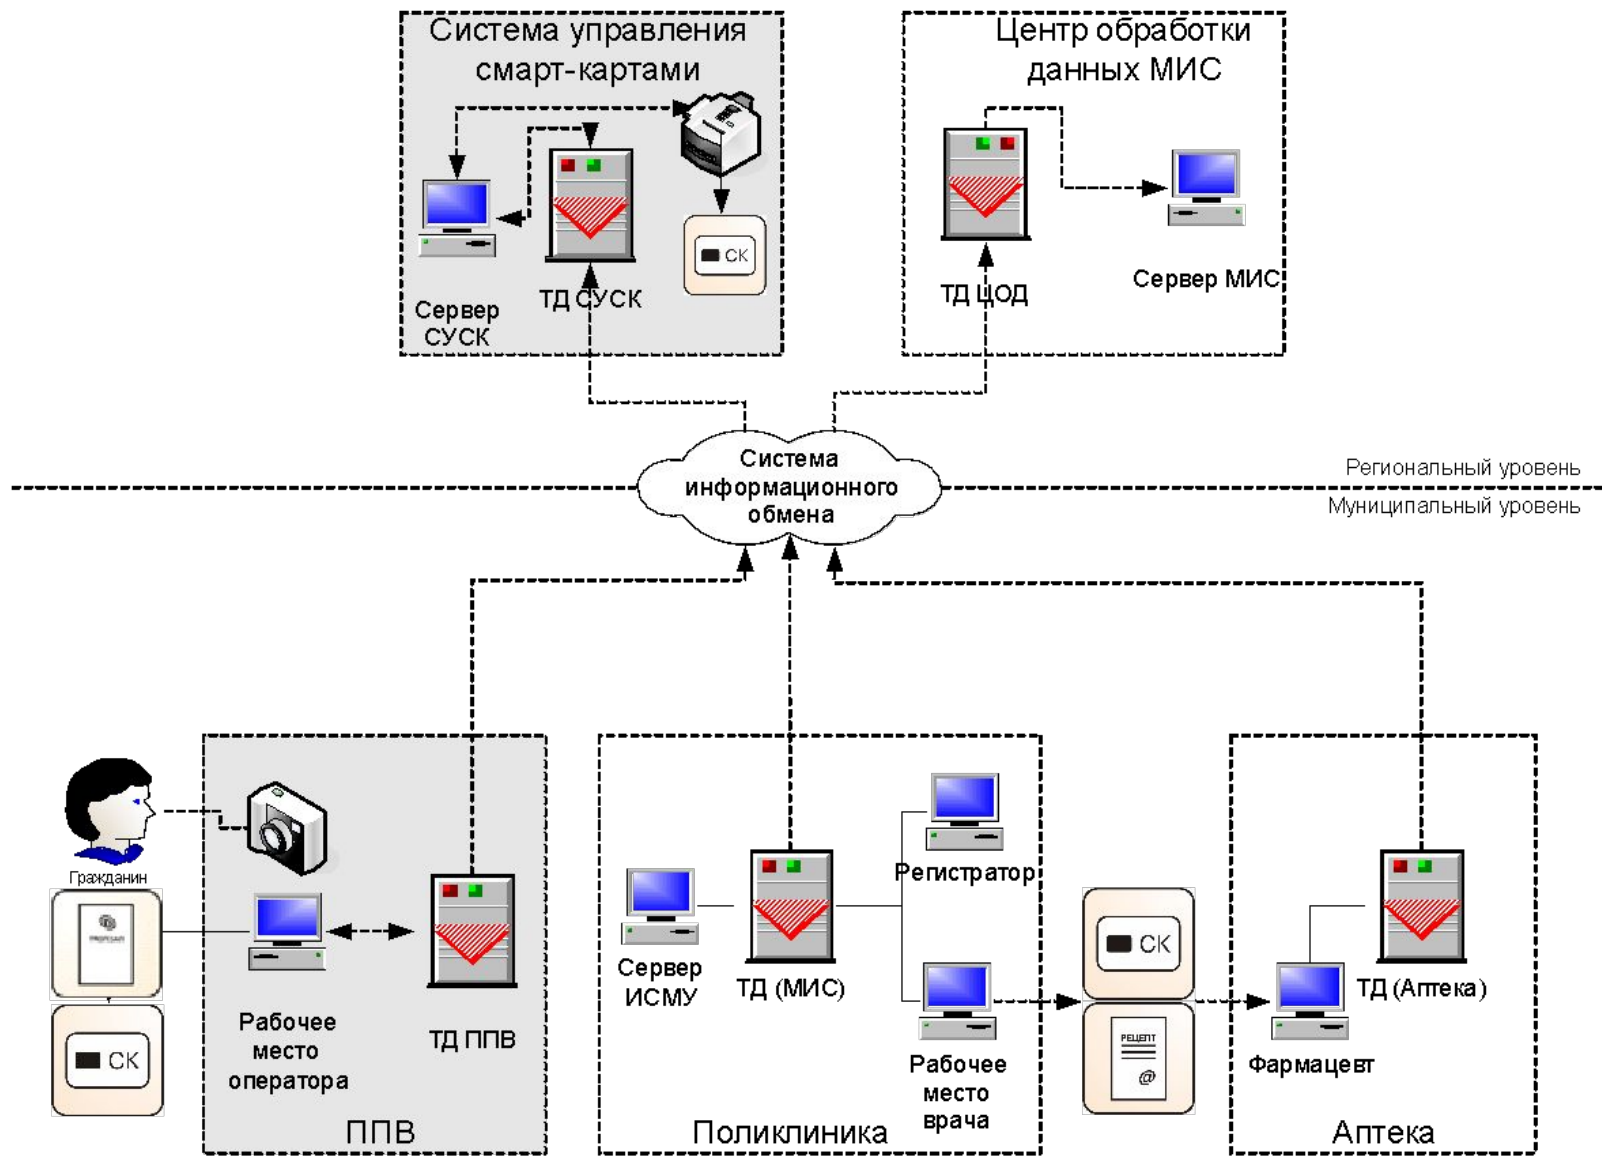 Система управления
смарт-картами
Центр обработки
данных МИС
СК
ТД СУСК
Сервер
СУСК
ТД ЦОД
Сервер МИС
Система
информационного
обмена
Региональный уровень
Муниципальный уровень
Гражданин
СК
Рабочее
место
оператора
ТД ППВ
ППВ
Регистратор
Сервер
ИСМУ
ТД (МИС)
Рабочее
место
врача
Поликлиника
СК
РЕЦЕПТ
@
ТД (Аптека)
Фармацевт
Аптека